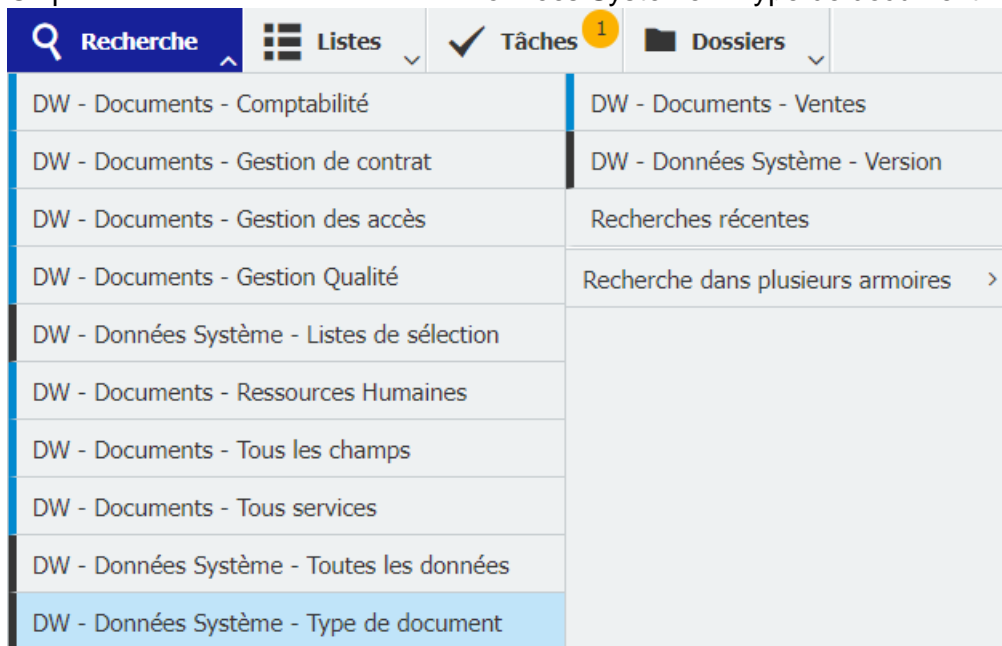 Recherche
Listes
Tâches 1
Dossiers
DW - Documents - Comptabilité
DW - Documents - Gestion de contrat
DW - Documents - Gestion des accès
DW - Documents - Gestion Qualité
DW - Données Système - Listes de sélection
DW - Documents - Ressources Humaines
DW - Documents - Tous les champs
DW - Documents - Tous services
DW - Données Système - Toutes les données
DW - Données Système - Type de document
DW - Documents - Ventes
DW - Données Système - Version
Recherches récentes
Recherche dans plusieurs armoires